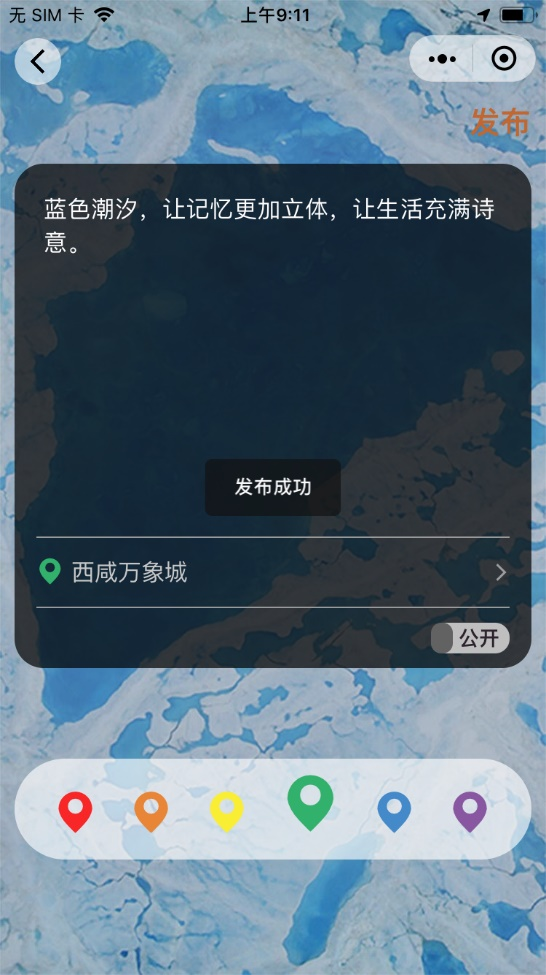 无 SIM 卡
上午9:11
发布
蓝色潮汐，让记忆更加立体，让生活充满诗
意。
发布成功
西咸万象城
公开